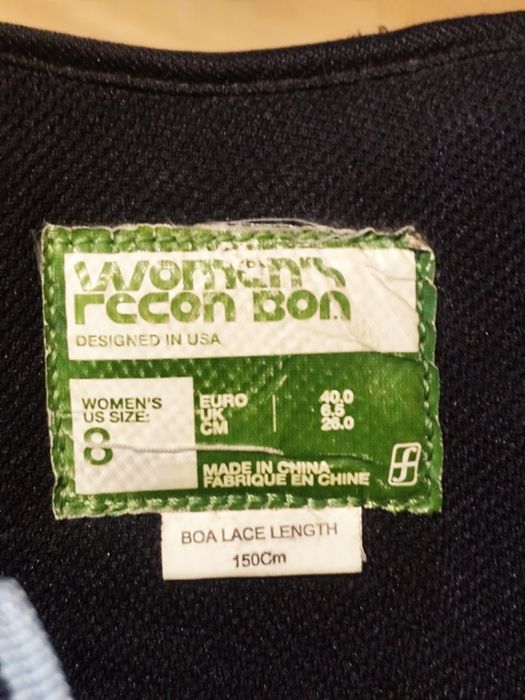 women's
recon BOA
DESIGNED IN USA
WOMEN'S
US SIZE:
8
EURO 40.0
UK 6.5
CM 26.0
MADE IN CHINA
FABRIQUE EN CHINE
f
BOA LACE LENGTH
150Cm